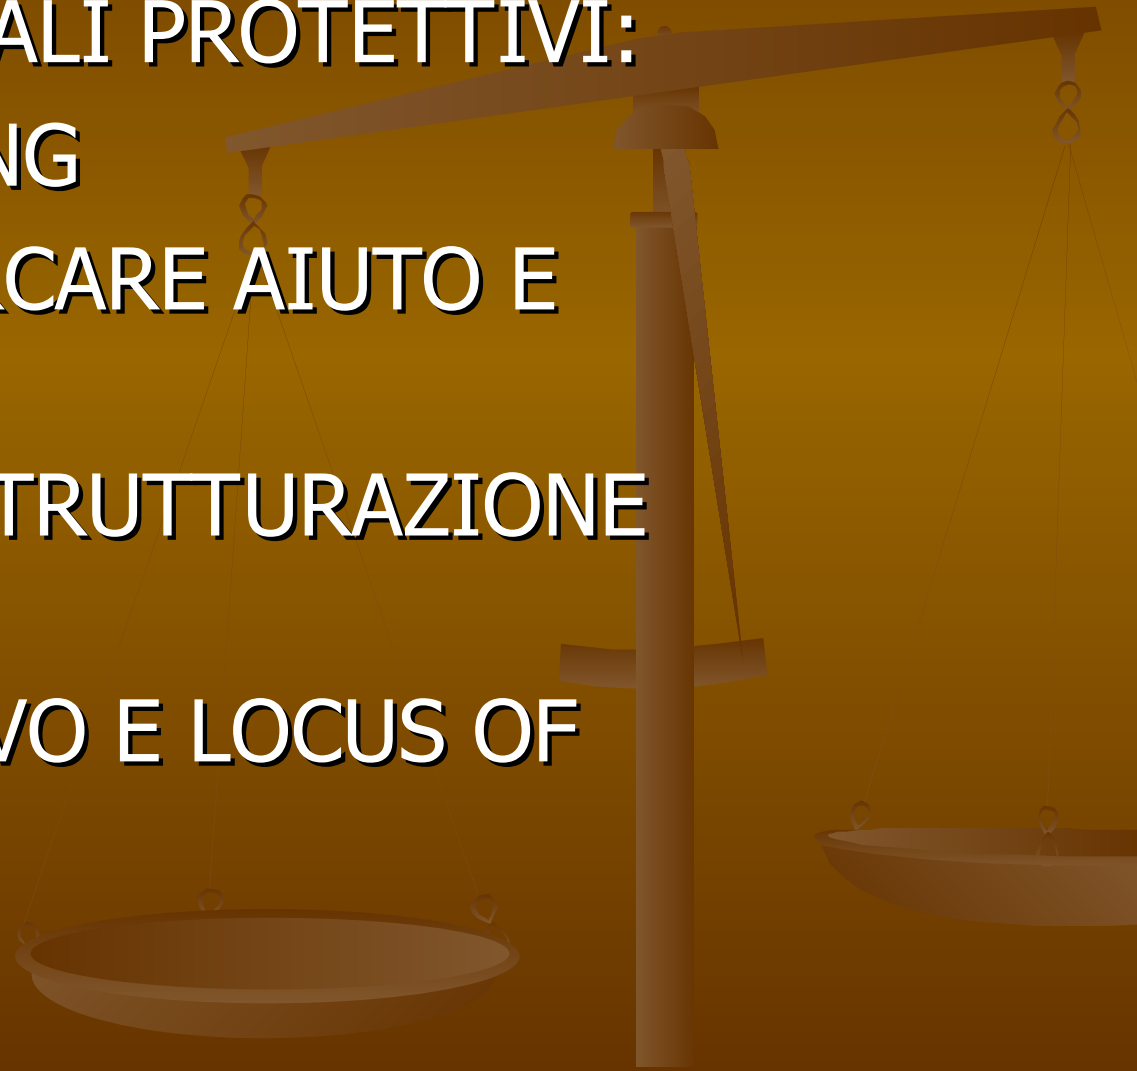 ALI PROTETTIVI:
NG
CARE AIUTO E
TRUTTURAZIONE
VO E LOCUS OF